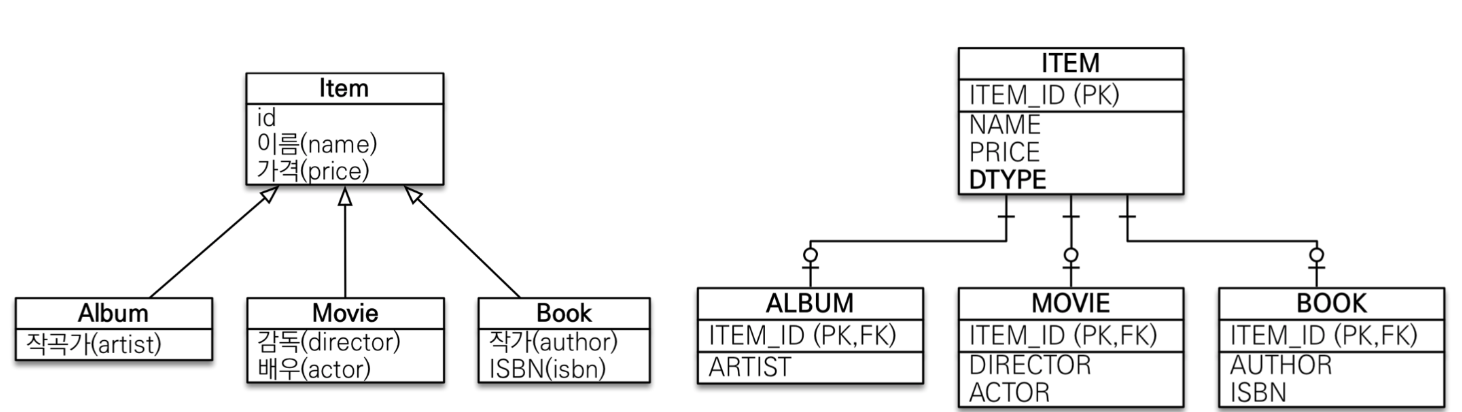 Item
id
이름(name)
가격(price)
Album
작곡가(artist)
Movie
감독(director)
배우(actor)
Book
작가(author)
ISBN(isbn)
ITEM
ITEM_ID (PK)
NAME
PRICE
DTYPE
ALBUM
ITEM_ID (PK,FK)
ARTIST
MOVIE
ITEM_ID (PK,FK)
DIRECTOR
ACTOR
BOOK
ITEM_ID (PK,FK)
AUTHOR
ISBN